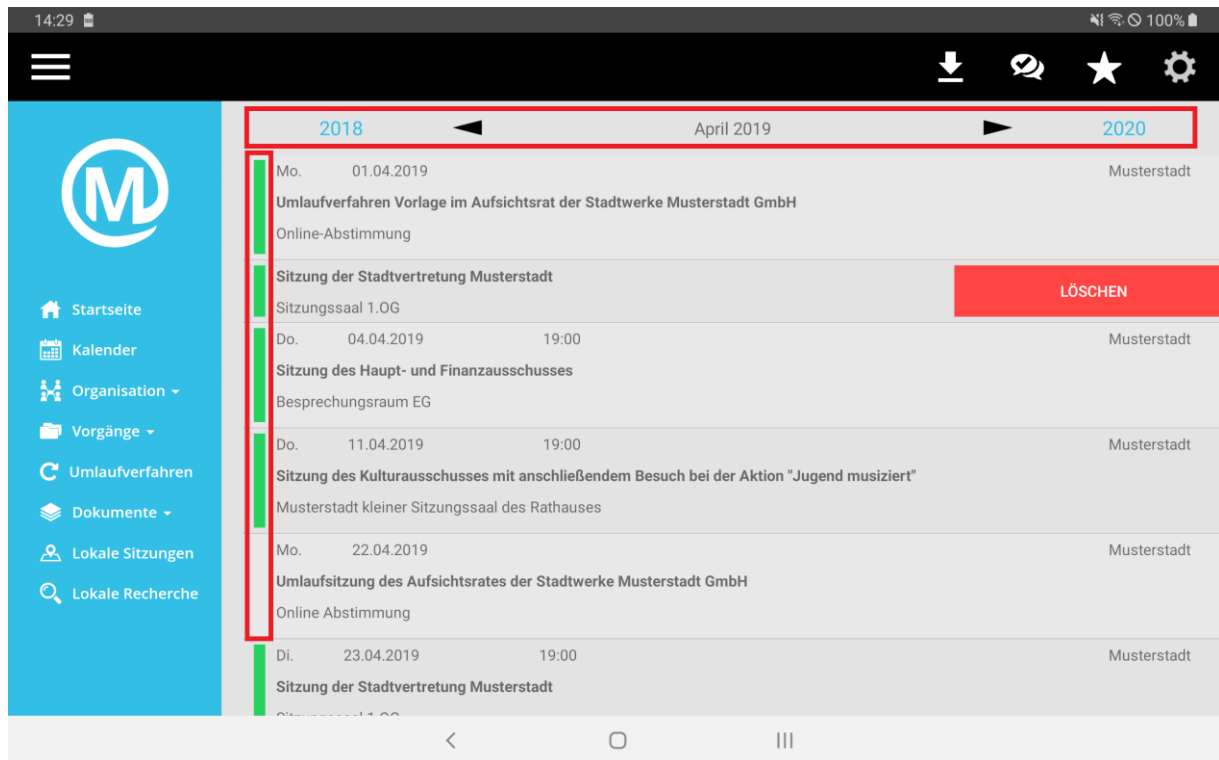 14:29 100%
2018 April 2019 2020
M
Startseite
Kalender
Organisation
Vorgänge
Umlaufverfahren
Dokumente
Lokale Sitzungen
Lokale Recherche
Mo. 01.04.2019 Musterstadt
Umlaufverfahren Vorlage im Aufsichtsrat der Stadtwerke Musterstadt GmbH
Online-Abstimmung
Sitzung der Stadtvertretung Musterstadt
Sitzungssaal 1.OG
LÖSCHEN
Do. 04.04.2019 19:00 Musterstadt
Sitzung des Haupt- und Finanzausschusses
Besprechungsraum EG
Do. 11.04.2019 19:00 Musterstadt
Sitzung des Kulturausschusses mit anschließendem Besuch bei der Aktion "Jugend musiziert"
Musterstadt kleiner Sitzungssaal des Rathauses
Mo. 22.04.2019 Musterstadt
Umlaufsitzung des Aufsichtsrates der Stadtwerke Musterstadt GmbH
Online Abstimmung
Di. 23.04.2019 19:00 Musterstadt
Sitzung der Stadtvertretung Musterstadt